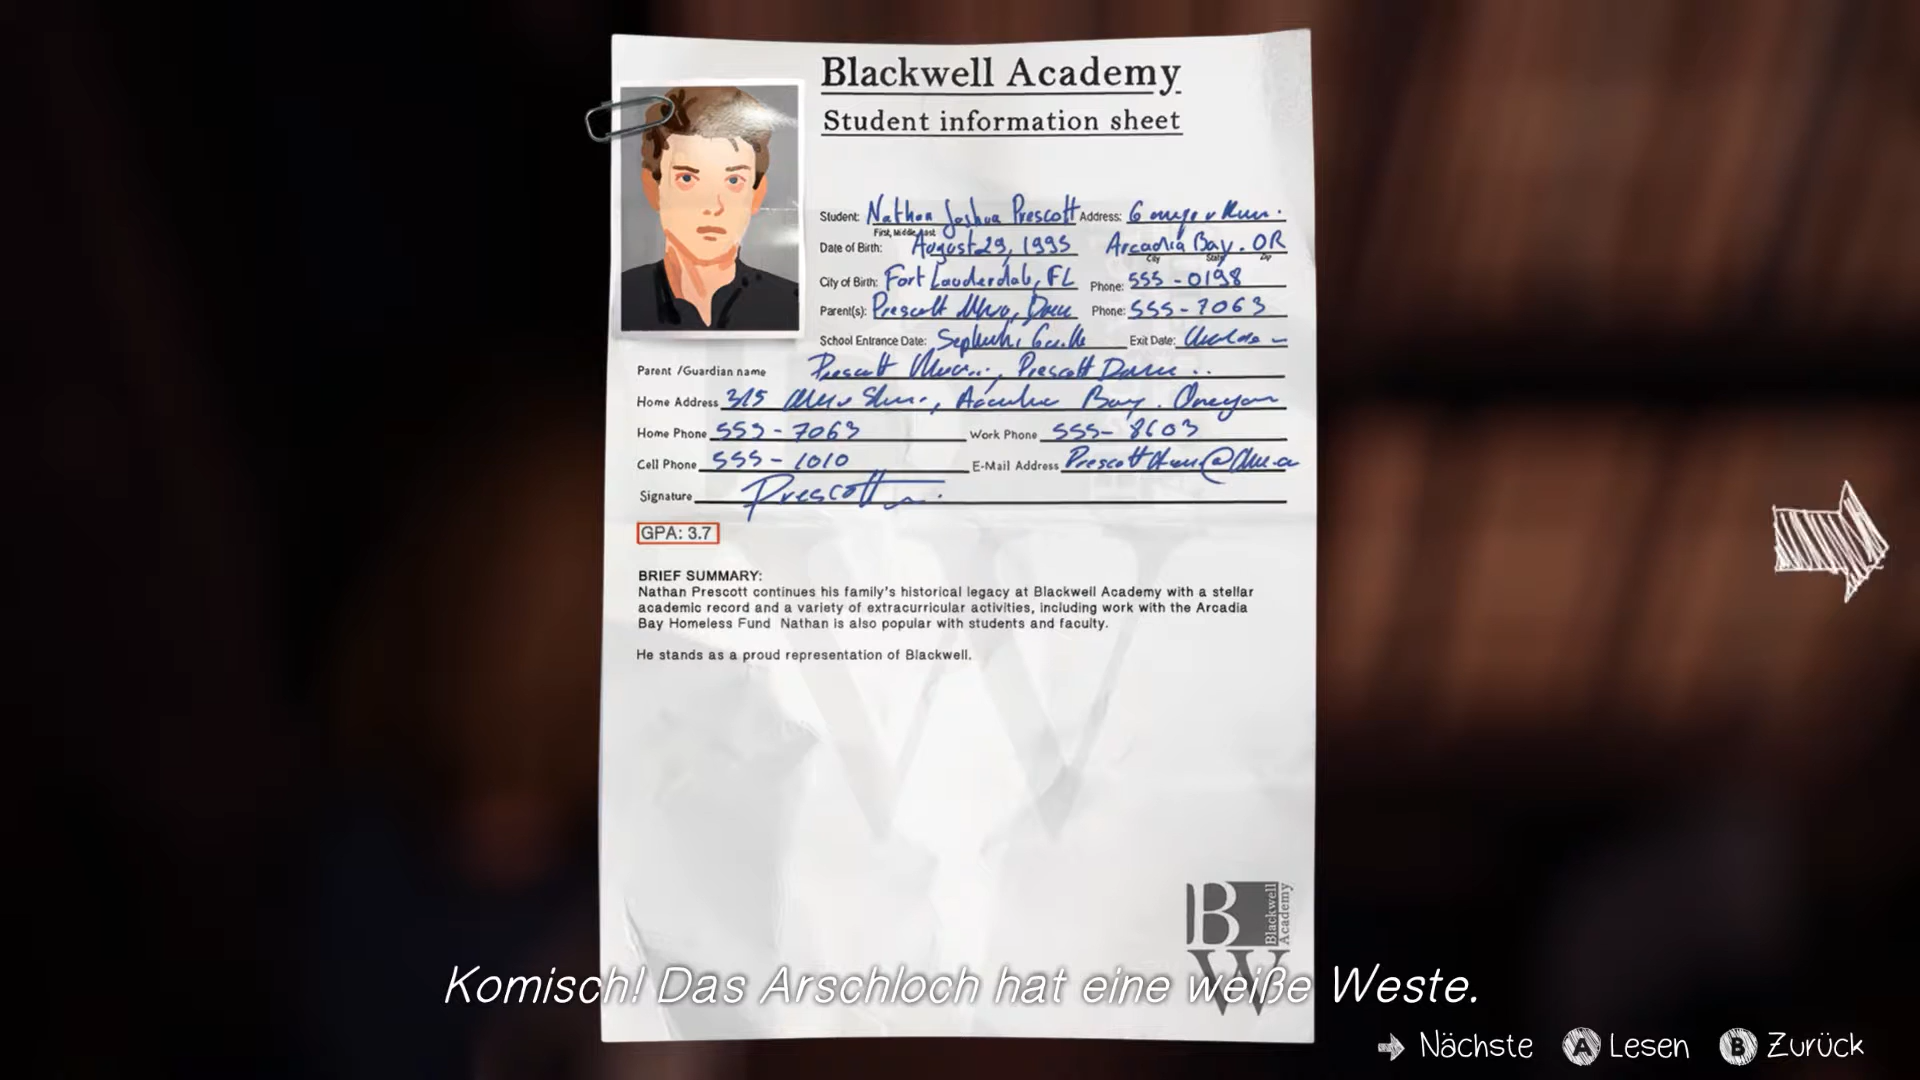 Blackwell Academy
Student information sheet
Student: Nathan Joshua Prescott Address:
First, Middle, Last
Date of Birth: August 29, 1995 Arcadia Bay. OR
City State Zip
City of Birth: Fort Lauderdale, FL Phone: 555-0198
Parent(s): Prescott Phone: 555-7063
School Entrance Date: Exit Date:
Parent /Guardian name Prescott Prescott
Home Address 315 Bay. Oregon
Home Phone 555-7063 Work Phone 555-8603
Cell Phone 555-1010 E-Mail Address
Signature Prescott
GPA: 3.7
BRIEF SUMMARY:
Nathan Prescott continues his family's historical legacy at Blackwell Academy with a stellar
academic record and a variety of extracurricular activities, including work with the Arcadia
Bay Homeless Fund Nathan is also popular with students and faculty.
He stands as a proud representation of Blackwell.
B
Blackwell
Academy
W
Komisch! Das Arschloch hat eine weiße Weste.
Nächste A Lesen B Zurück